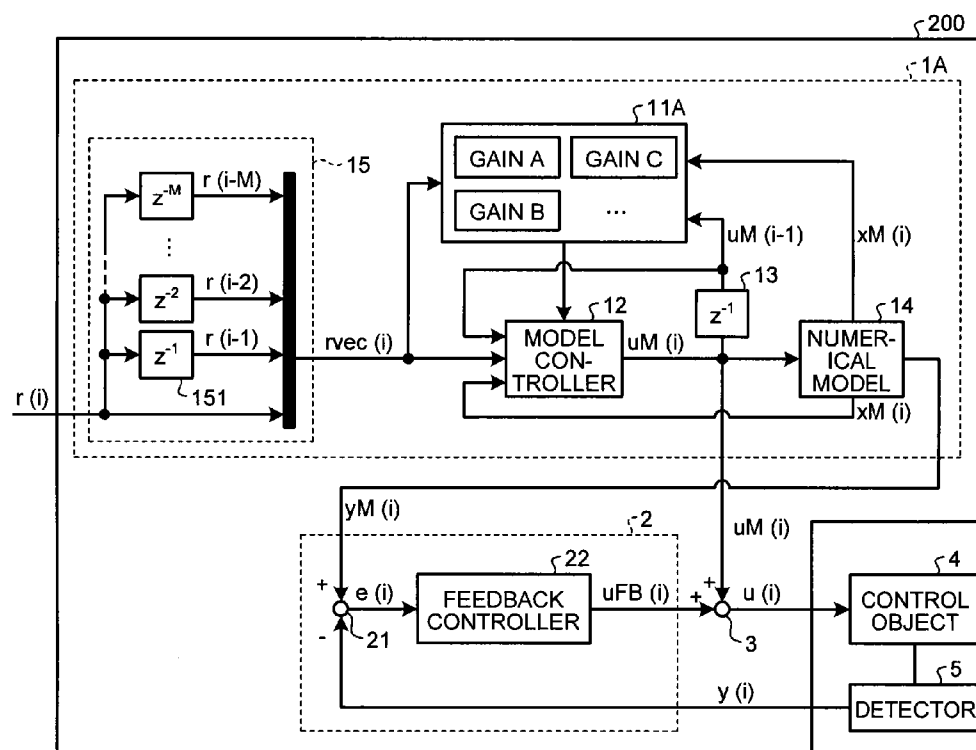 200
1A
11A
15
GAIN A
GAIN C
GAIN B
...
z-M
r (i-M)
z-2
r (i-2)
z-1
r (i-1)
151
r (i)
rvec (i)
uM (i-1)
xM (i)
13
z-1
12
MODEL
CON-
TROLLER
uM (i)
14
NUMER-
ICAL
MODEL
xM (i)
yM (i)
uM (i)
2
22
4
+
e (i)
FEEDBACK
CONTROLLER
uFB (i)
+
+
u (i)
CONTROL
OBJECT
-
21
3
5
y (i)
DETECTOR